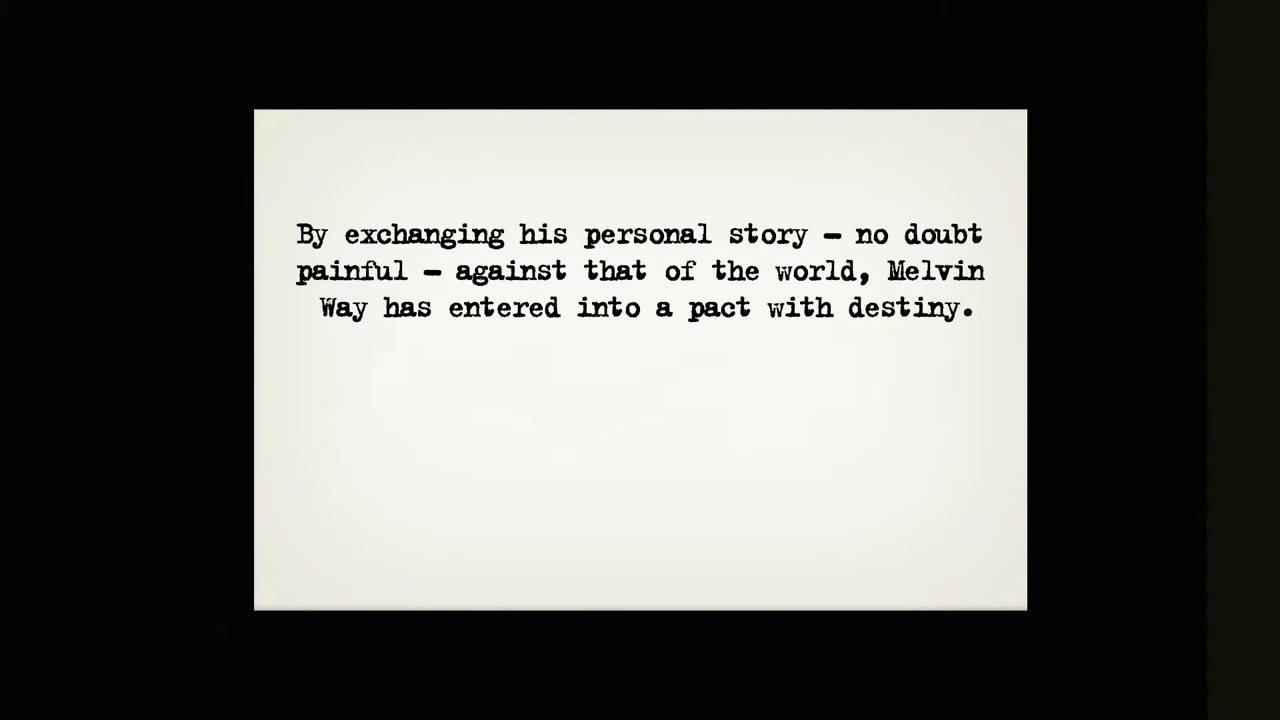 By exchanging his personal story – no doubt
painful – against that of the world, Melvin
Way has entered into a pact with destiny.